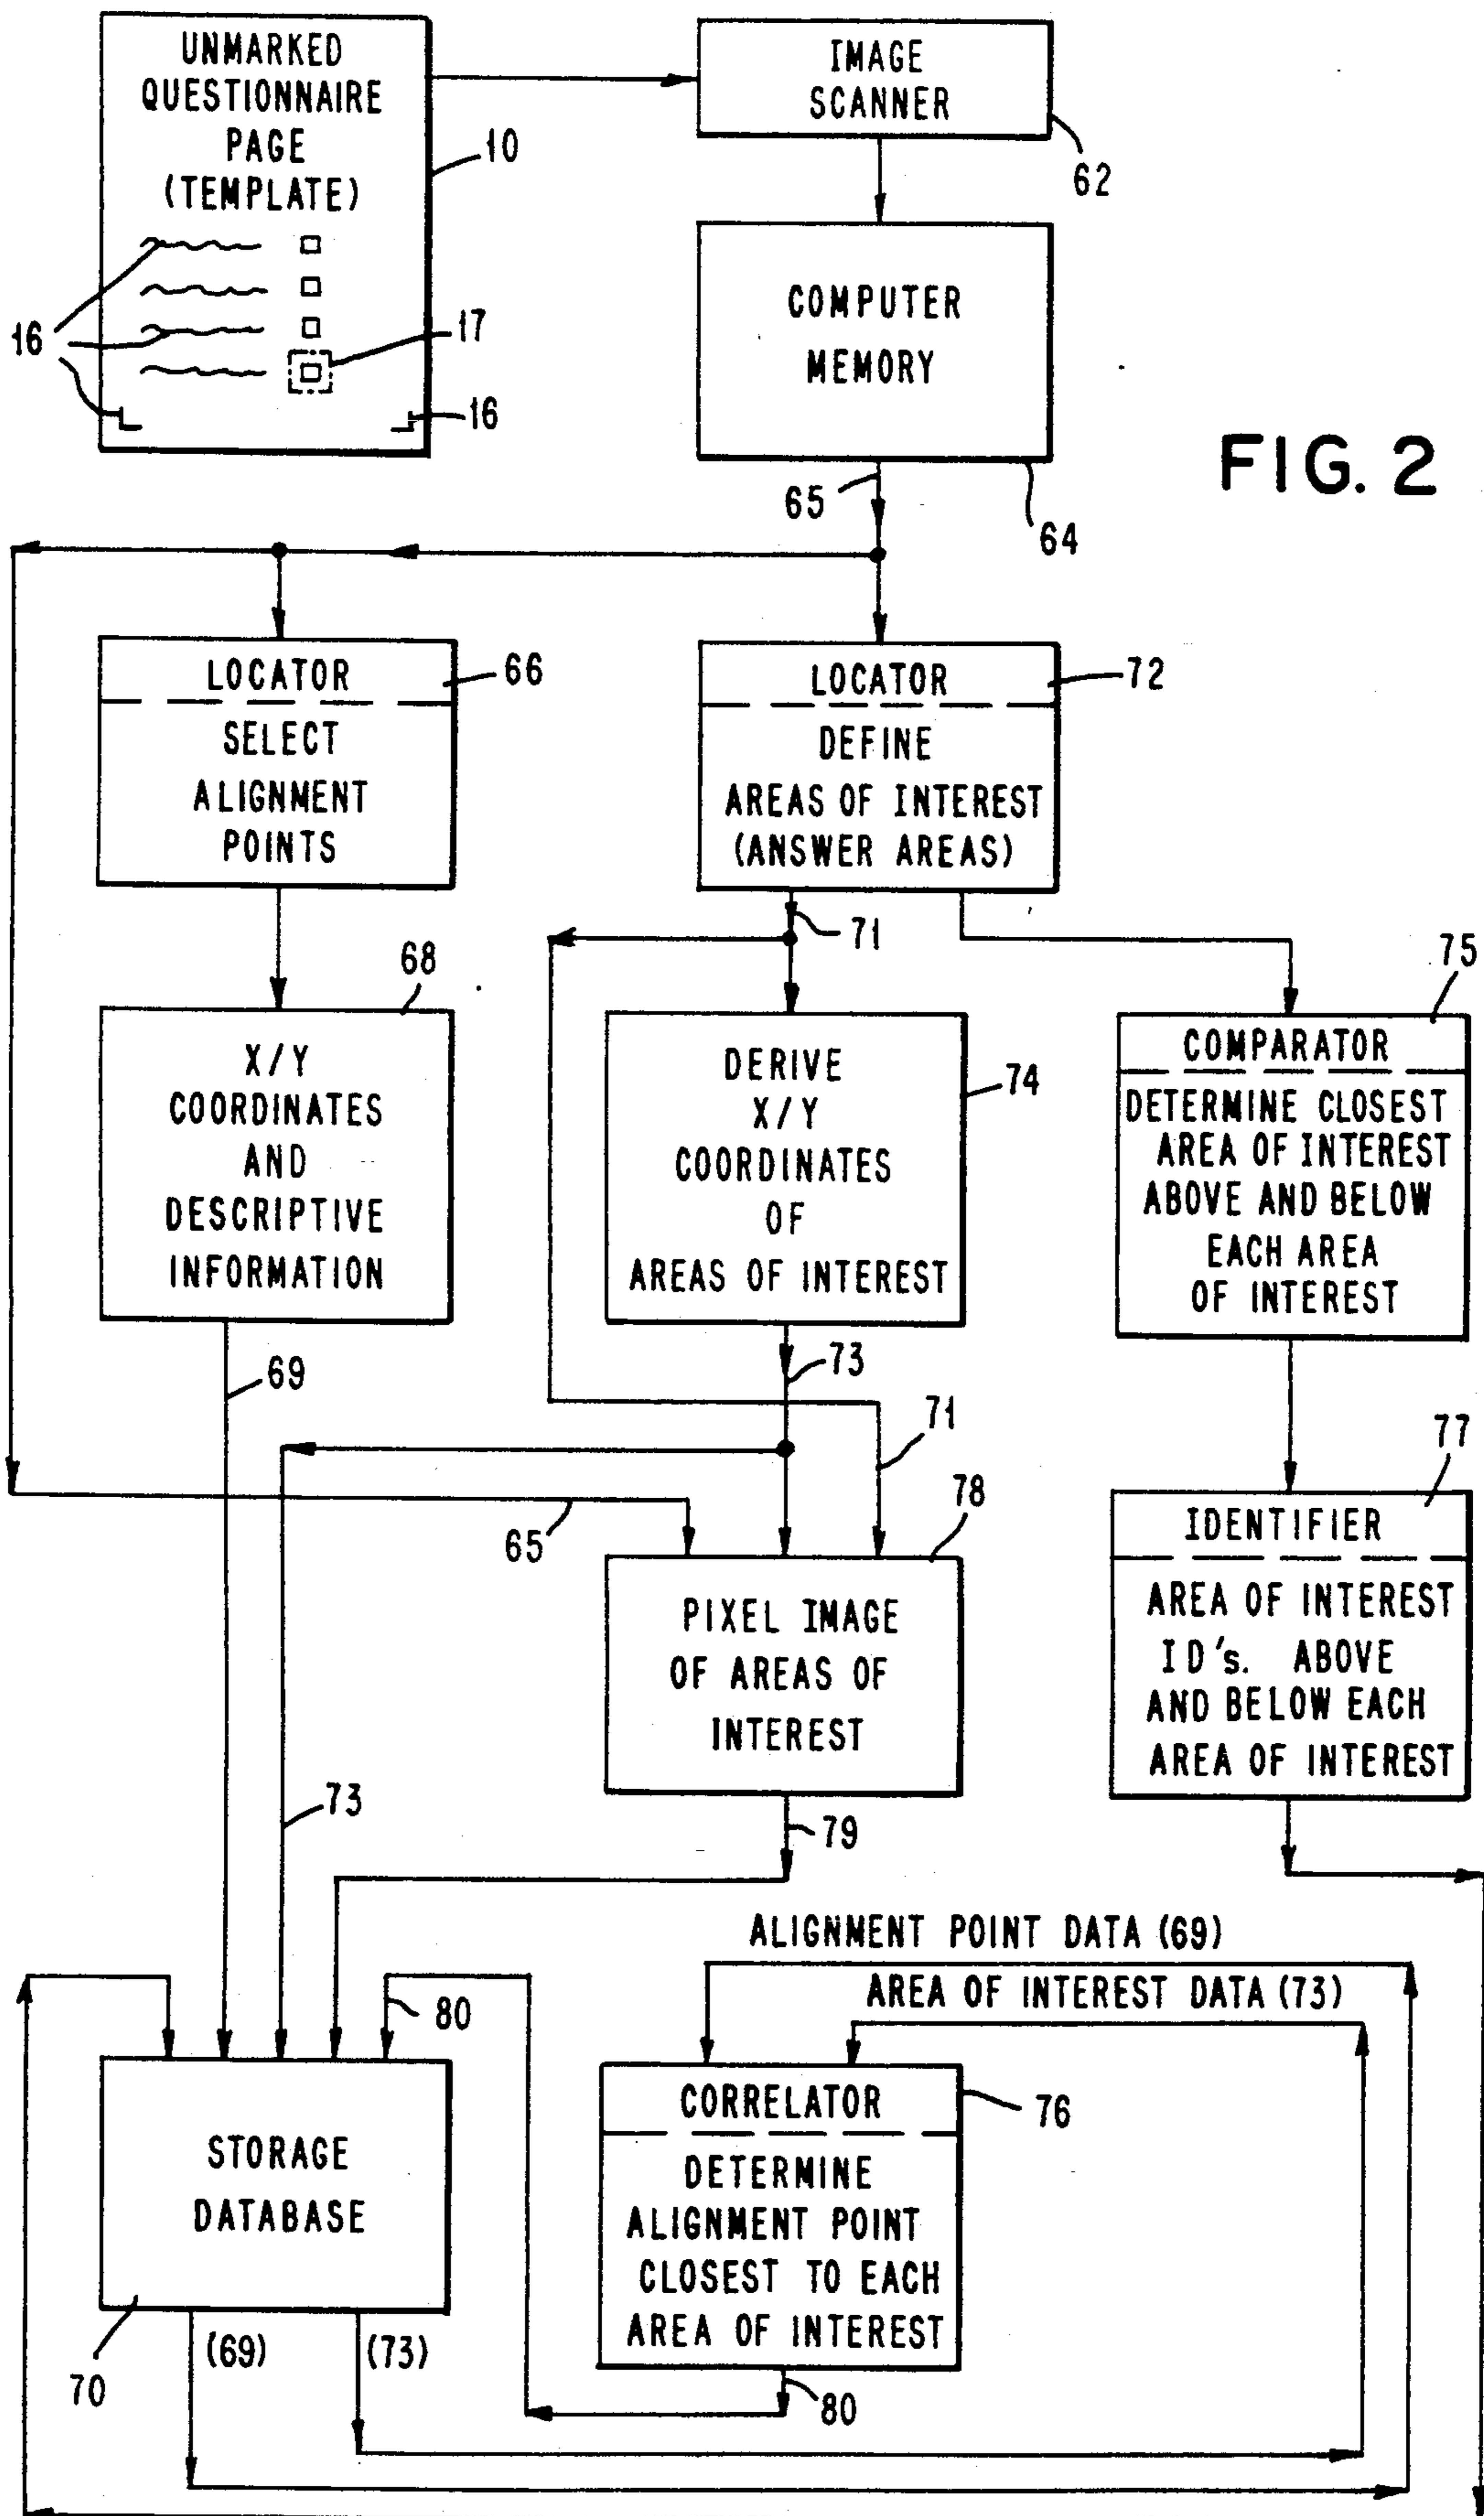 UNMARKED
QUESTIONNAIRE
PAGE
(TEMPLATE)
10
16
17
16
IMAGE
SCANNER
62
COMPUTER
MEMORY
64
65
FIG. 2
LOCATOR
66
SELECT
ALIGNMENT
POINTS
LOCATOR
72
DEFINE
AREAS OF INTEREST
(ANSWER AREAS)
71
68
X/Y
COORDINATES
AND
DESCRIPTIVE
INFORMATION
69
DERIVE
X/Y
COORDINATES
OF
AREAS OF INTEREST
74
73
75
COMPARATOR
DETERMINE CLOSEST
AREA OF INTEREST
ABOVE AND BELOW
EACH AREA
OF INTEREST
71
65
78
PIXEL IMAGE
OF AREAS OF
INTEREST
77
IDENTIFIER
AREA OF INTEREST
ID's. ABOVE
AND BELOW EACH
AREA OF INTEREST
73
79
ALIGNMENT POINT DATA (69)
AREA OF INTEREST DATA (73)
80
STORAGE
DATABASE
70
(69)
(73)
CORRELATOR
76
DETERMINE
ALIGNMENT POINT
CLOSEST TO EACH
AREA OF INTEREST
80